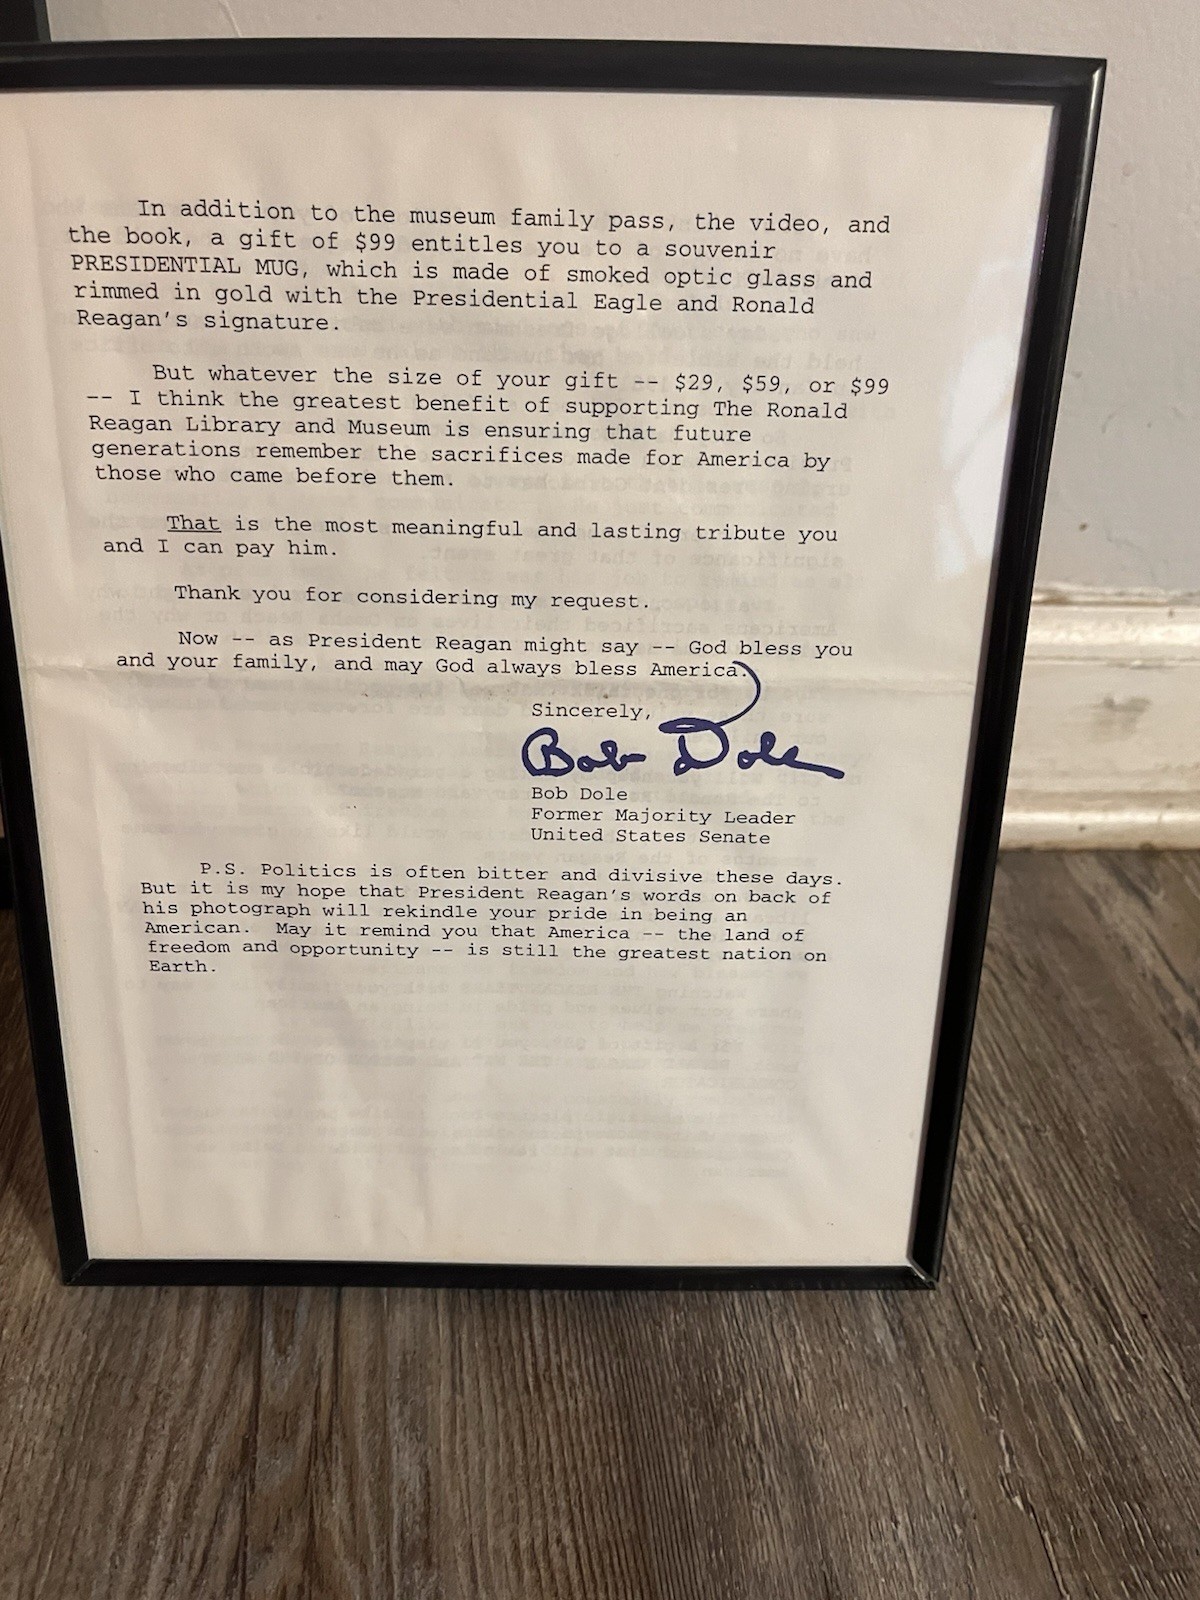 In addition to the museum family pass, the video, and
the book, a gift of $99 entitles you to a souvenir
PRESIDENTIAL MUG, which is made of smoked optic glass and
rimmed in gold with the Presidential Eagle and Ronald
Reagan's signature.
But whatever the size of your gift -- $29, $59, or $99
-- I think the greatest benefit of supporting The Ronald
Reagan Library and Museum is ensuring that future
generations remember the sacrifices made for America by
those who came before them.
That is the most meaningful and lasting tribute you
and I can pay him.
Thank you for considering my request.
Now -- as President Reagan might say -- God bless you
and your family, and may God always bless America.
Sincerely,
Bob Dole
Bob Dole
Former Majority Leader
United States Senate
P.S. Politics is often bitter and divisive these days.
But it is my hope that President Reagan's words on back of
his photograph will rekindle your pride in being an
American. May it remind you that America -- the land of
freedom and opportunity -- is still the greatest nation on
Earth.